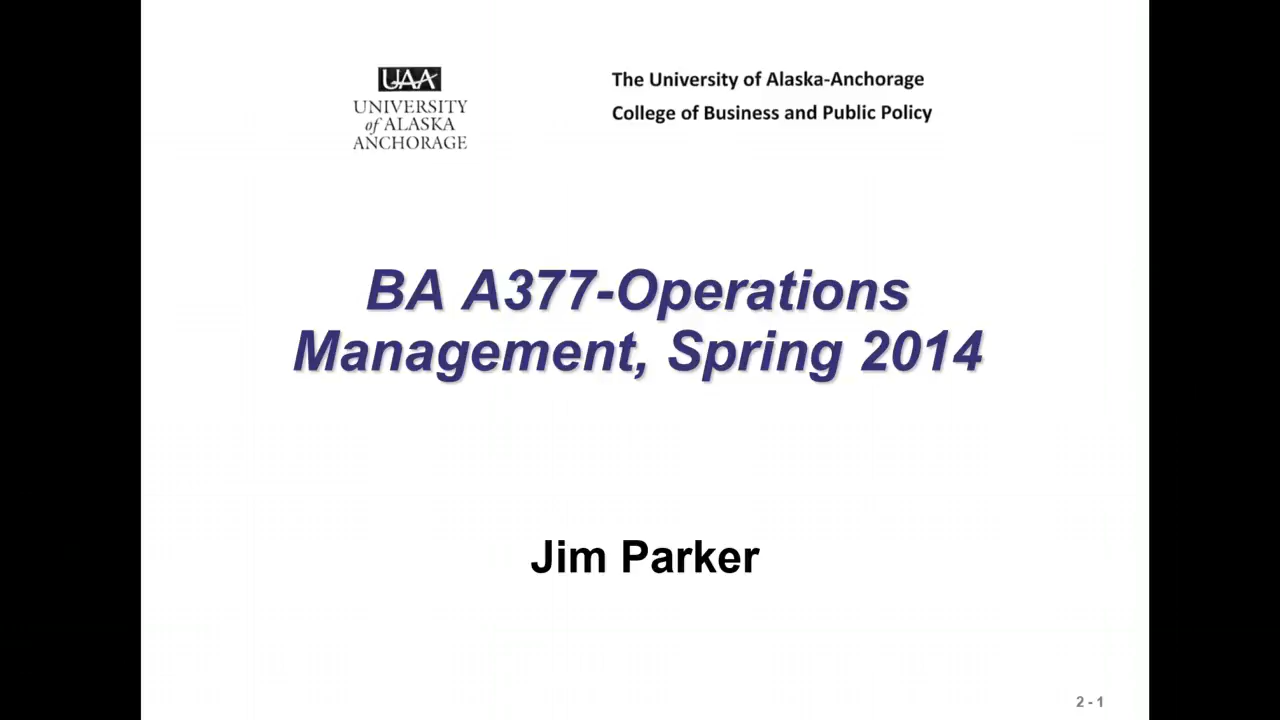 UAA
UNIVERSITY
of ALASKA
ANCHORAGE
The University of Alaska-Anchorage
College of Business and Public Policy
BA A377-Operations
Management, Spring 2014
Jim Parker
2 - 1